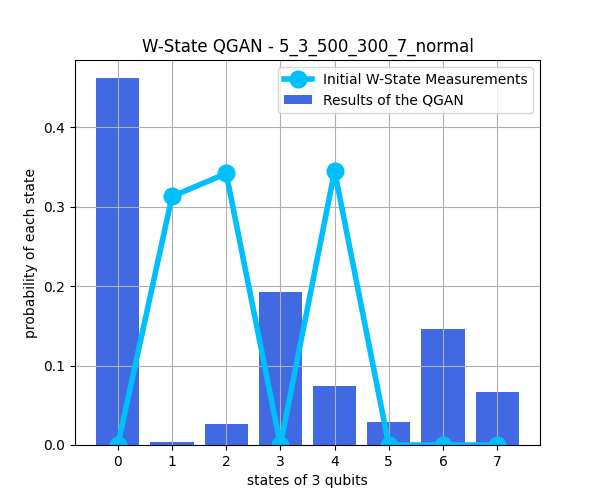 W-State QGAN - 5_3_500_300_7_normal
Initial W-State Measurements
Results of the QGAN
probability of each state
0.4
0.3
0.2
0.1
0.0
0 1 2 3 4 5 6 7
states of 3 qubits